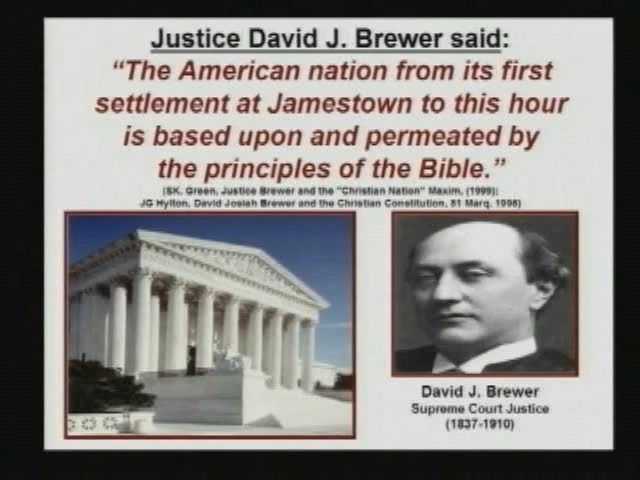 Justice David J. Brewer said:
“The American nation from its first
settlement at Jamestown to this hour
is based upon and permeated by
the principles of the Bible.”
(SK. Green, Justice Brewer and the "Christian Nation" Maxim, (1999);
JG Hylton, David Josiah Brewer and the Christian Constitution, 81 Marq. 1998)
David J. Brewer
Supreme Court Justice
(1837-1910)